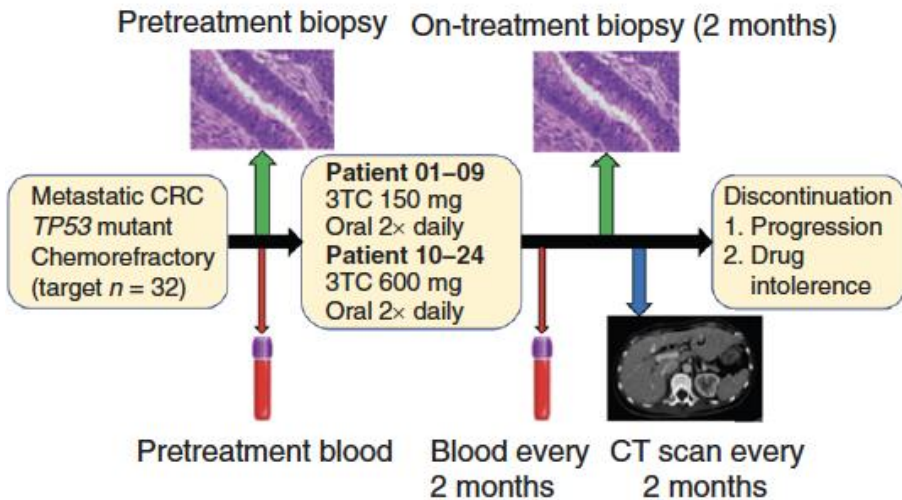 Pretreatment biopsy
On-treatment biopsy (2 months)
Metastatic CRC
TP53 mutant
Chemorefractory
(target n = 32)
Patient 01–09
3TC 150 mg
Oral 2× daily
Patient 10–24
3TC 600 mg
Oral 2× daily
Discontinuation
1. Progression
2. Drug
intolerence
Pretreatment blood
Blood every
2 months
CT scan every
2 months